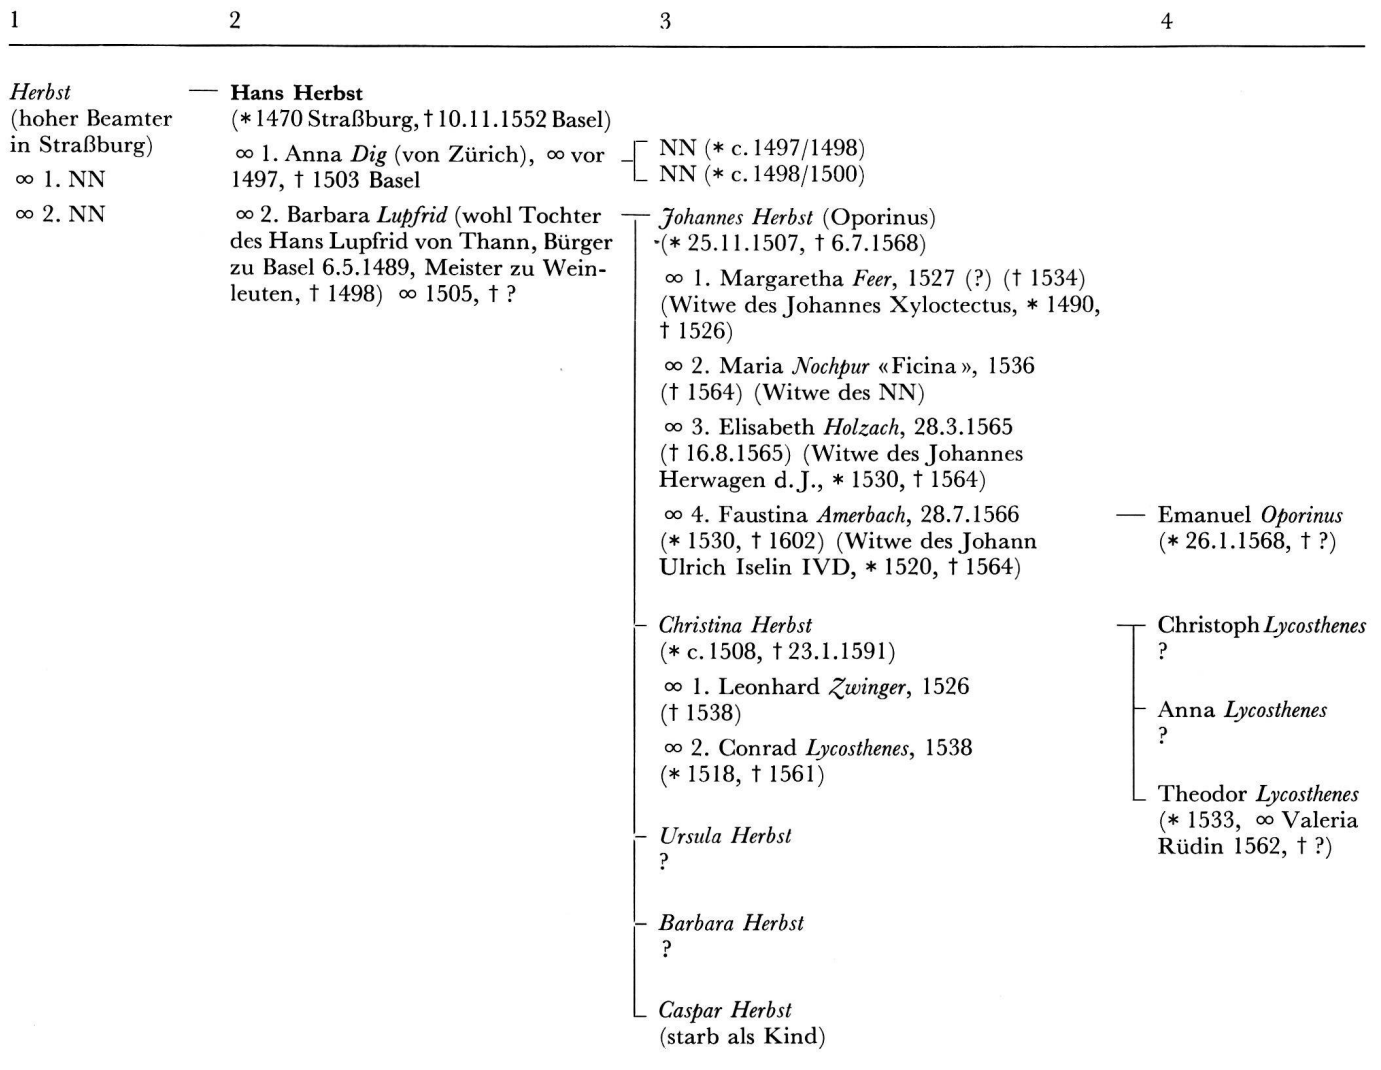 1 2 3 4
Herbst
(hoher Beamter
in Straßburg)
∞ 1. NN
∞ 2. NN
Hans Herbst
(* 1470 Straßburg, † 10.11.1552 Basel)
∞ 1. Anna Dig (von Zürich), ∞ vor
1497, † 1503 Basel
∞ 2. Barbara Lupfrid (wohl Tochter
des Hans Lupfrid von Thann, Bürger
zu Basel 6.5.1489, Meister zu Wein-
leuten, † 1498) ∞ 1505, † ?
NN (* c. 1497/1498)
NN (* c. 1498/1500)
Johannes Herbst (Oporinus)
(* 25.11.1507, † 6.7.1568)
∞ 1. Margaretha Feer, 1527 (?) († 1534)
(Witwe des Johannes Xyloctectus, * 1490,
† 1526)
∞ 2. Maria Nochpur «Ficina», 1536
(† 1564) (Witwe des NN)
∞ 3. Elisabeth Holzach, 28.3.1565
(† 16.8.1565) (Witwe des Johannes
Herwagen d. J., * 1530, † 1564)
∞ 4. Faustina Amerbach, 28.7.1566
(* 1530, † 1602) (Witwe des Johann
Ulrich Iselin IVD, * 1520, † 1564)
Christina Herbst
(* c. 1508, † 23.1.1591)
∞ 1. Leonhard Zwinger, 1526
(† 1538)
∞ 2. Conrad Lycosthenes, 1538
(* 1518, † 1561)
Ursula Herbst
?
Barbara Herbst
?
Caspar Herbst
(starb als Kind)
Emanuel Oporinus
(* 26.1.1568, † ?)
Christoph Lycosthenes
?
Anna Lycosthenes
?
Theodor Lycosthenes
(* 1533, ∞ Valeria
Rüdin 1562, † ?)